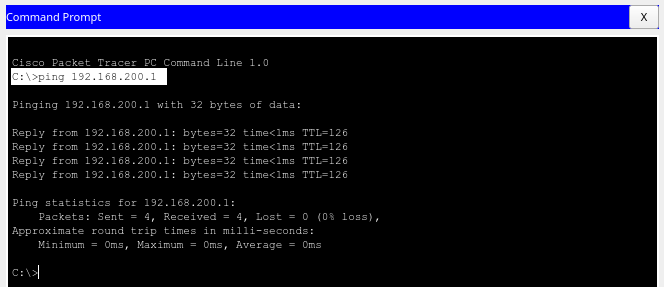 Command Prompt
X
Cisco Packet Tracer PC Command Line 1.0
C:\>ping 192.168.200.1
Pinging 192.168.200.1 with 32 bytes of data:
Reply from 192.168.200.1: bytes=32 time<1ms TTL=126
Reply from 192.168.200.1: bytes=32 time<1ms TTL=126
Reply from 192.168.200.1: bytes=32 time<1ms TTL=126
Reply from 192.168.200.1: bytes=32 time<1ms TTL=126
Ping statistics for 192.168.200.1:
    Packets: Sent = 4, Received = 4, Lost = 0 (0% loss),
Approximate round trip times in milli-seconds:
    Minimum = 0ms, Maximum = 0ms, Average = 0ms
C:\>